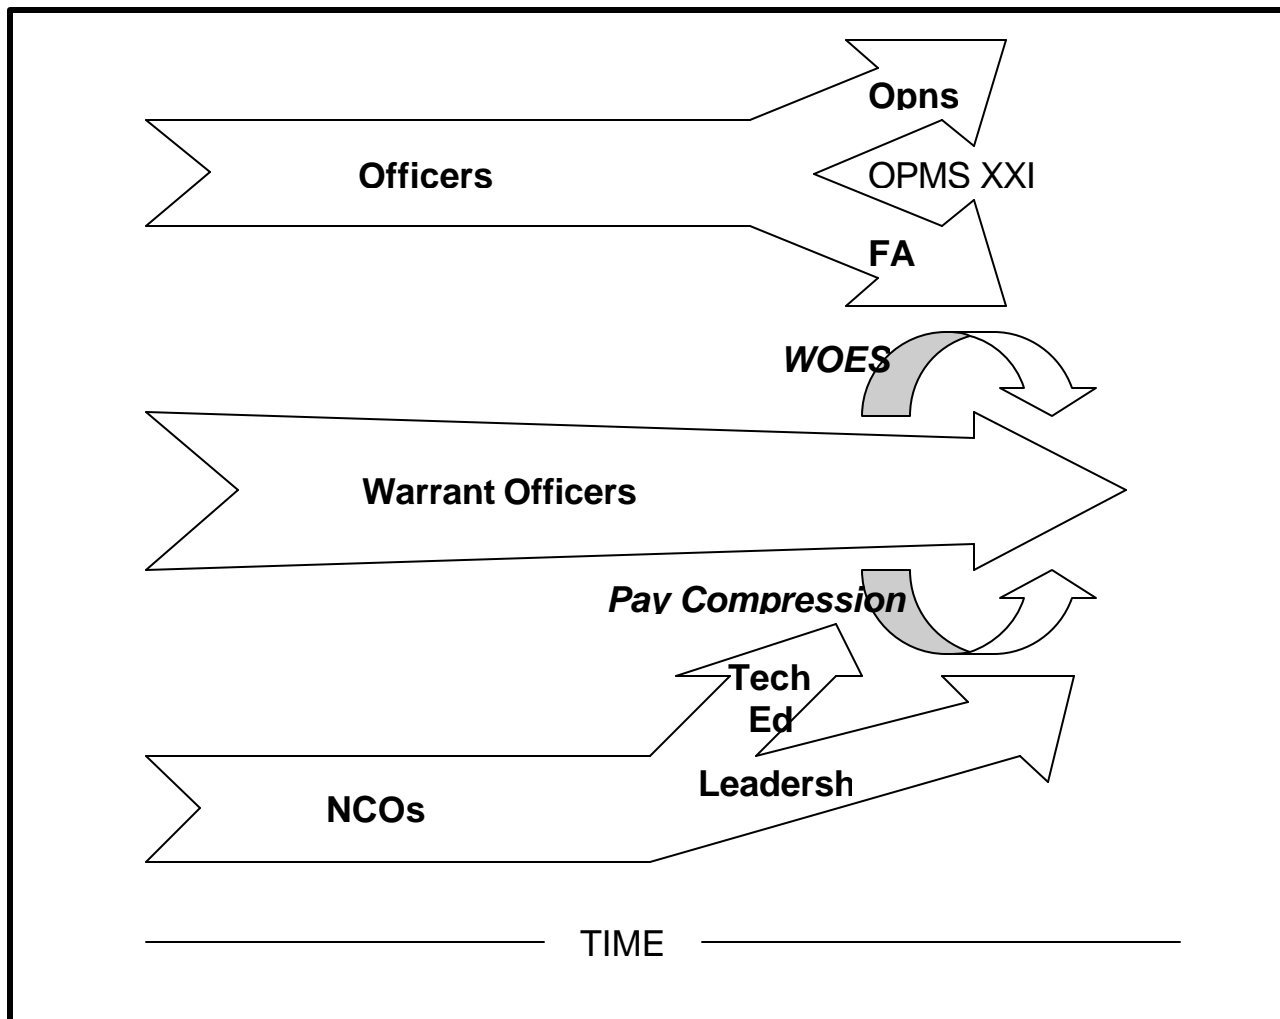 Opns
Officers
OPMS XXI
FA
WOES
Warrant Officers
Pay Compression
Tech
Ed
Leadersh
NCOs
TIME